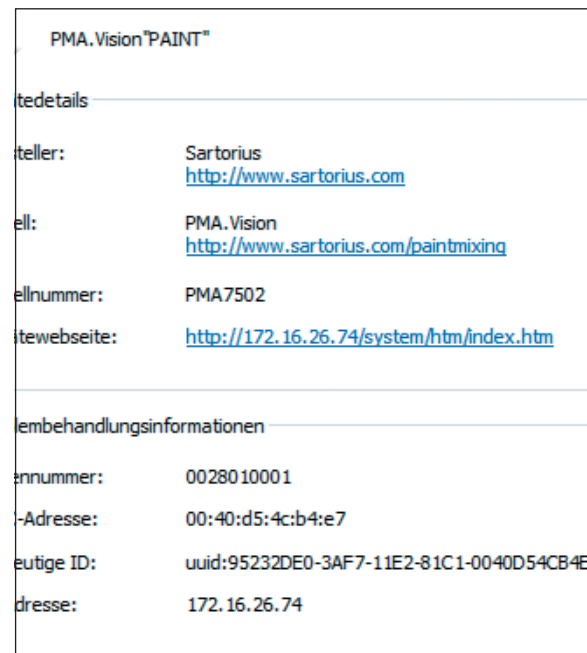 PMA.Vision"PAINT"
itedetails
steller: Sartorius
http://www.sartorius.com
ell: PMA.Vision
http://www.sartorius.com/paintmixing
ellnummer: PMA7502
itewebseite: http://172.16.26.74/system/htm/index.htm
lembehandlungsinformationen
ennummer: 0028010001
-Adresse: 00:40:d5:4c:b4:e7
eutige ID: uuid:95232DE0-3AF7-11E2-81C1-0040D54CB4E
dresse: 172.16.26.74